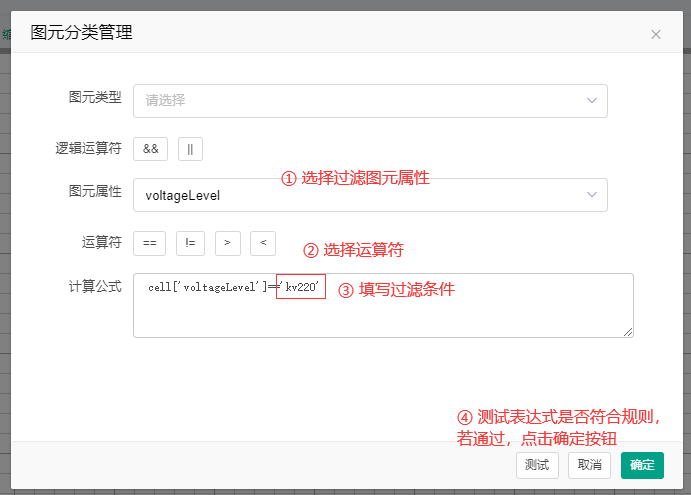 图元分类管理
图元类型 请选择
逻辑运算符 && ||
① 选择过滤图元属性
图元属性 voltageLevel
运算符 == != > <
② 选择运算符
计算公式 cell['voltageLevel']=='kv220'
③ 填写过滤条件
④ 测试表达式是否符合规则，
若通过，点击确定按钮
测试 取消 确定